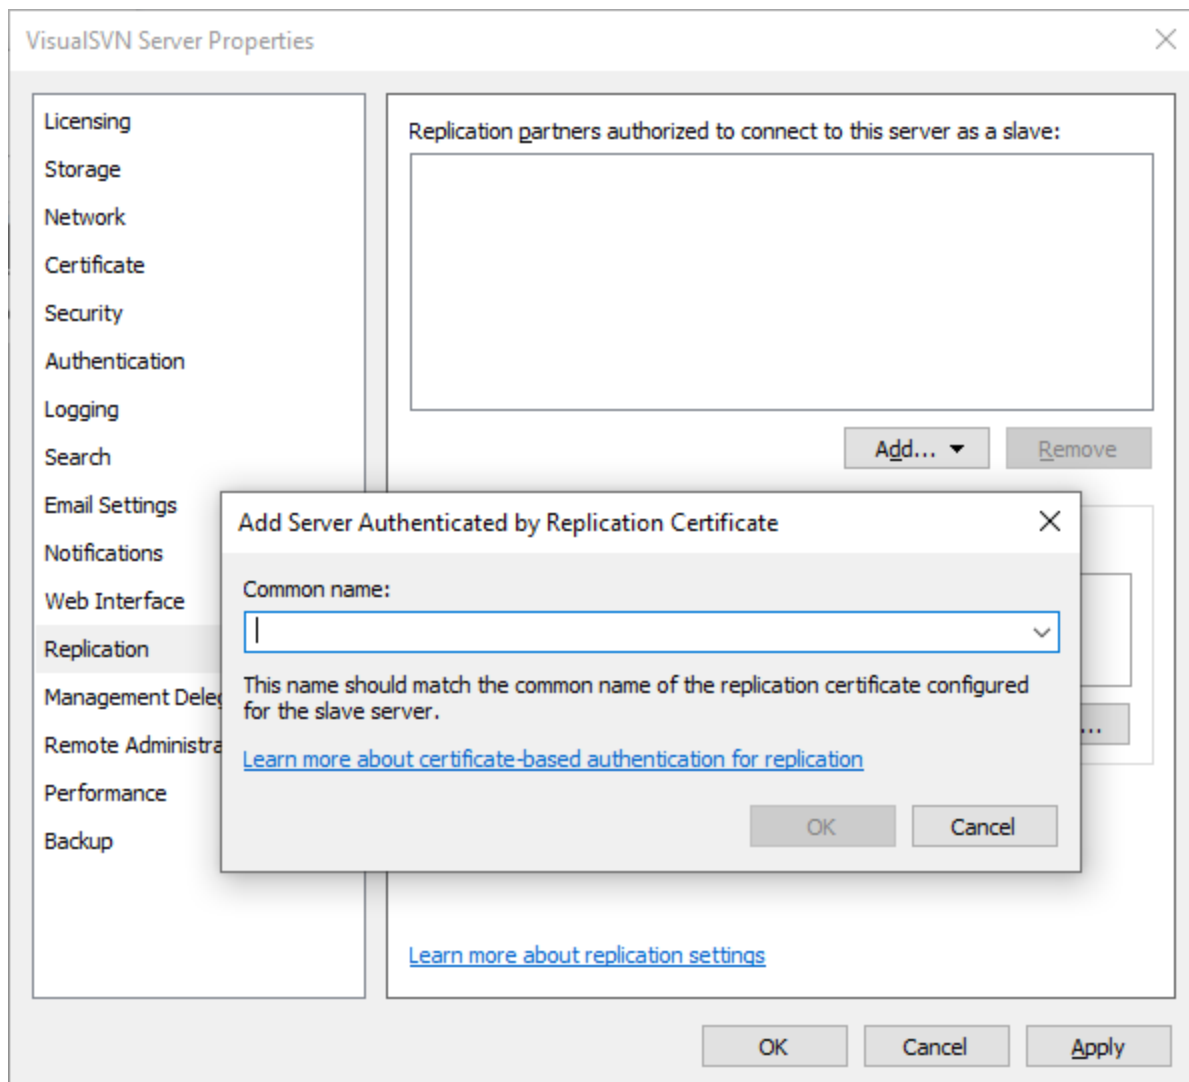 VisualSVN Server Properties
Licensing
Storage
Network
Certificate
Security
Authentication
Logging
Search
Email Settings
Notifications
Web Interface
Replication
Management Deleg
Remote Administra
Performance
Backup
Replication partners authorized to connect to this server as a slave:
Add...
Remove
Add Server Authenticated by Replication Certificate
Common name:
This name should match the common name of the replication certificate configured
for the slave server.
Learn more about certificate-based authentication for replication
OK
Cancel
...
Learn more about replication settings
OK
Cancel
Apply